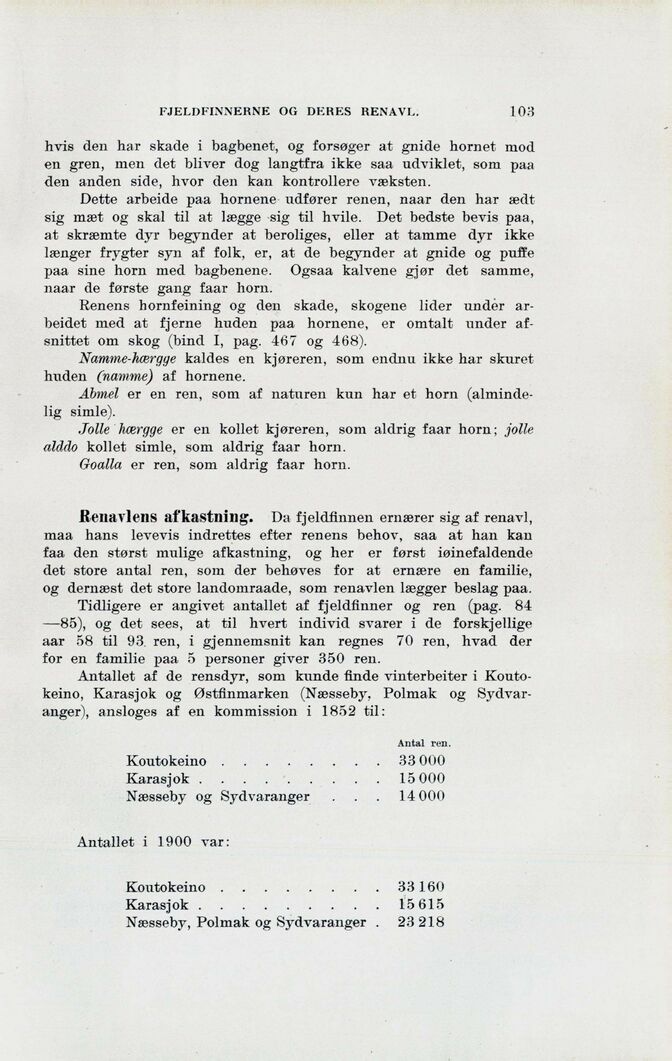 FJELDFINNERNE OG DERES RENAVL. 103
hvis den har skade i bagbenet, og forsøger at gnide hornet mod
en gren, men det bliver dog langtfra ikke saa udviklet, som paa
den anden side, hvor den kan kontrollere væksten.
Dette arbeide paa hornene udfører renen, naar den har ædt
sig mæt og skal til at lægge sig til hvile. Det bedste bevis paa,
at skræmte dyr begynder at beroliges, eller at tamme dyr ikke
længer frygter syn af folk, er, at de begynder at gnide og puffe
paa sine horn med bagbenene. Ogsaa kalvene gjør det samme,
naar de første gang faar horn.
Renens hornfeining og den skade, skogene lider under ar-
beidet med at fjerne huden paa hornene, er omtalt under af-
snittet om skog (bind I, pag. 467 og 468).
Namme-hærgge kaldes en kjøreren, som endnu ikke har skuret
huden (namme) af hornene.
Abmel er en ren, som af naturen kun har et horn (alminde-
lig simle).
Jolle hærgge er en kollet kjøreren, som aldrig faar horn; jolle
alddo kollet simle, som aldrig faar horn.
Goalla er ren, som aldrig faar horn.
Renavlens afkastning. Da fjeldfinnen ernærer sig af renavl,
maa hans levevis indrettes efter renens behov, saa at han kan
faa den størst mulige afkastning, og her er først iøinefaldende
det store antal ren, som der behøves for at ernære en familie,
og dernæst det store landomraade, som renavlen lægger beslag paa.
Tidligere er angivet antallet af fjeldfinner og ren (pag. 84
—85), og det sees, at til hvert individ svarer i de forskjellige
aar 58 til 93 ren, i gjennemsnit kan regnes 70 ren, hvad der
for en familie paa 5 personer giver 350 ren.
Antallet af de rensdyr, som kunde finde vinterbeiter i Kouto-
keino, Karasjok og Østfinmarken (Næsseby, Polmak og Sydvar-
anger), ansloges af en kommission i 1852 til:
Antal ren.
Koutokeino . . . . . . . . 33 000
Karasjok . . . . . . . . . 15 000
Næsseby og Sydvaranger . . . 14 000
Antallet i 1900 var:
Koutokeino . . . . . . . . 33 160
Karasjok . . . . . . . . . 15 615
Næsseby, Polmak og Sydvaranger . 23 218